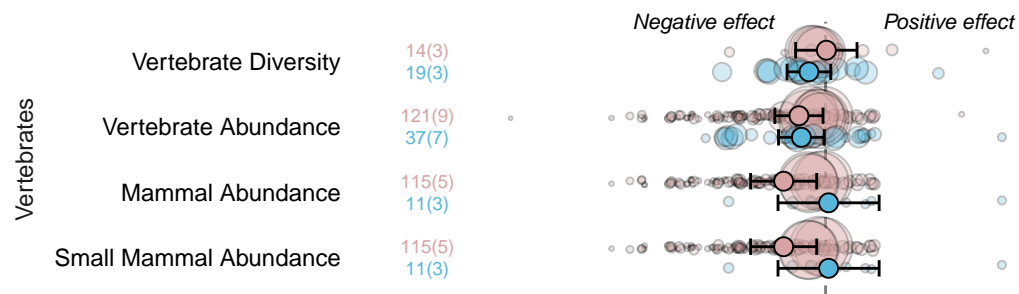 Negative effect
Positive effect
Vertebrates
Vertebrate Diversity
14(3)
19(3)
Vertebrate Abundance
121(9)
37(7)
Mammal Abundance
115(5)
11(3)
Small Mammal Abundance
115(5)
11(3)